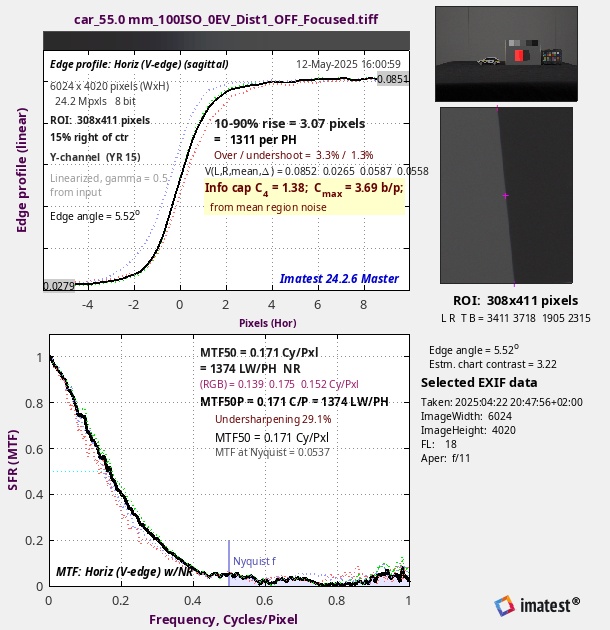 car_55.0 mm_100ISO_0EV_Dist1_OFF_Focused.tiff
Edge profile: Horiz (V-edge) (sagittal)
12-May-2025 16:00:59
6024 x 4020 pixels (WxH)
24.2 Mpxls   8 bit
ROI:  308x411 pixels
15% right of ctr
Y-channel  (YR 15)
Linearized, gamma = 0.5.
from input
Edge angle = 5.52⁰
10-90% rise = 3.07 pixels
=  1311 per PH
Over / undershoot =  3.3% /  1.3%
V(L,R,mean,Δ) = 0.0852  0.0265  0.0587  0.0558
Info cap C4 = 1.38;  Cmax = 3.69 b/p;
from mean region noise
Imatest 24.2.6 Master
0.0851
0.0279
Edge profile (linear)
-4 -2 0 2 4 6 8
Pixels (Hor)
ROI:  308x411 pixels
L R  T B = 3411 3718  1905 2315
Edge angle = 5.52⁰
Estm. chart contrast = 3.22
Selected EXIF data
Taken: 2025:04:22 20:47:56+02:00
ImageWidth:  6024
ImageHeight:  4020
FL:   18
Aper:  f/11
MTF50 = 0.171 Cy/Pxl
= 1374 LW/PH  NR
(RGB) = 0.139  0.175  0.152 Cy/Pxl
MTF50P = 0.171 C/P = 1374 LW/PH
Undersharpening 29.1%
MTF50 = 0.171 Cy/Pxl
MTF at Nyquist = 0.0537
Nyquist f
MTF: Horiz (V-edge) w/NR
SFR (MTF)
1
0.8
0.6
0.4
0.2
0
0 0.2 0.4 0.6 0.8 1
Frequency, Cycles/Pixel
imatest®